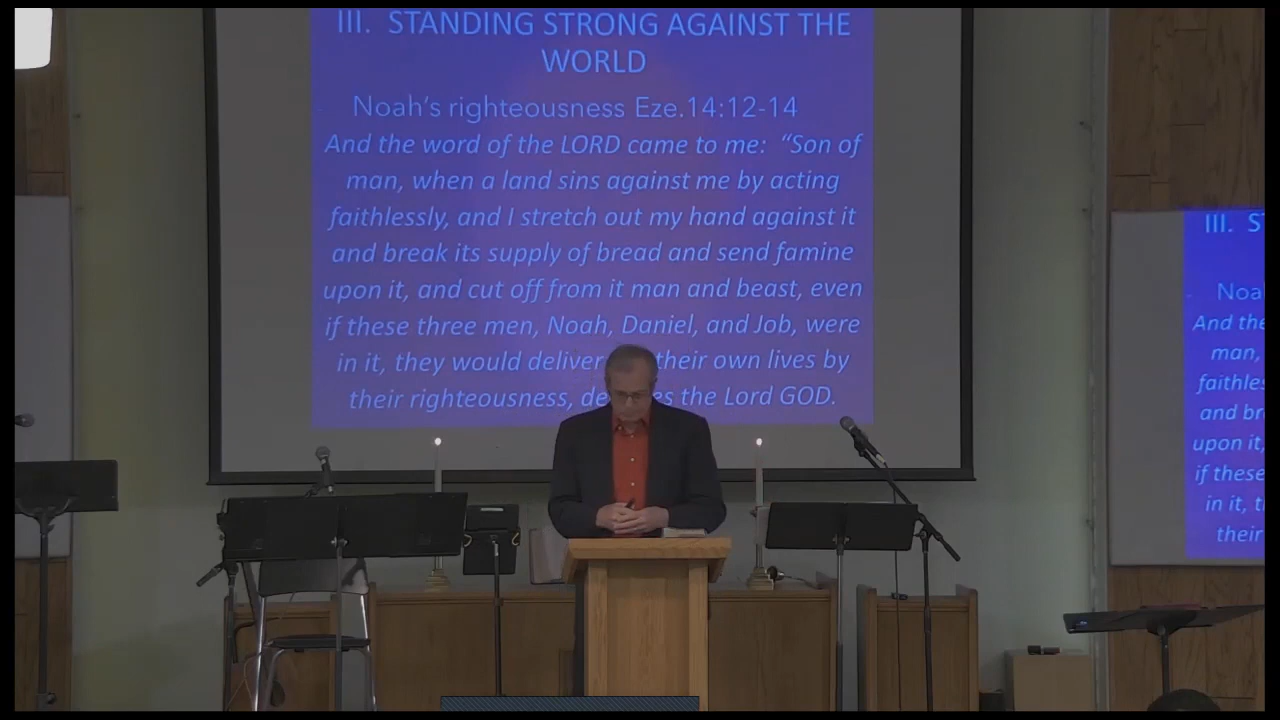 III. STANDING STRONG AGAINST THE
WORLD
Noah's righteousness Eze.14:12-14
And the word of the LORD came to me: “Son of
man, when a land sins against me by acting
faithlessly, and I stretch out my hand against it
and break its supply of bread and send famine
upon it, and cut off from it man and beast, even
if these three men, Noah, Daniel, and Job, were
in it, they would deliver their own lives by
their righteousness, de es the Lord GOD.
III. S
Noa
And the
man,
faithles
and br
upon it,
if these
in it, t
their